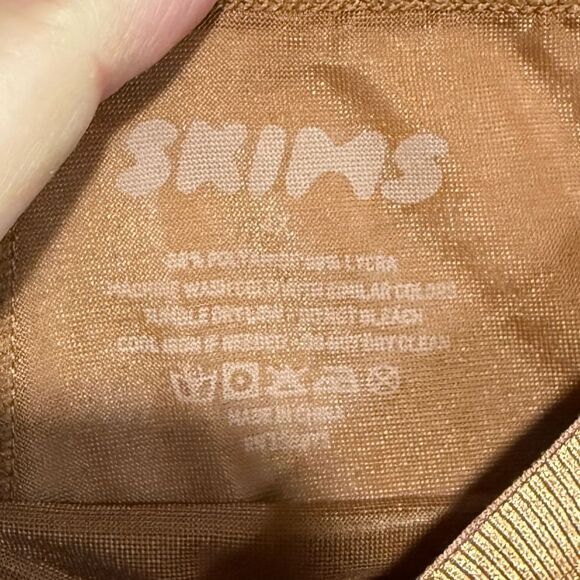 SKIMS
POLYAMIDE LYCRA
MACHINE WASH COLD WITH SIMILAR COLORS
TUMBLE DRY LOW DO NOT BLEACH
COOL IRON IF NEEDED DO NOT DRY CLEAN
MADE IN CHINA